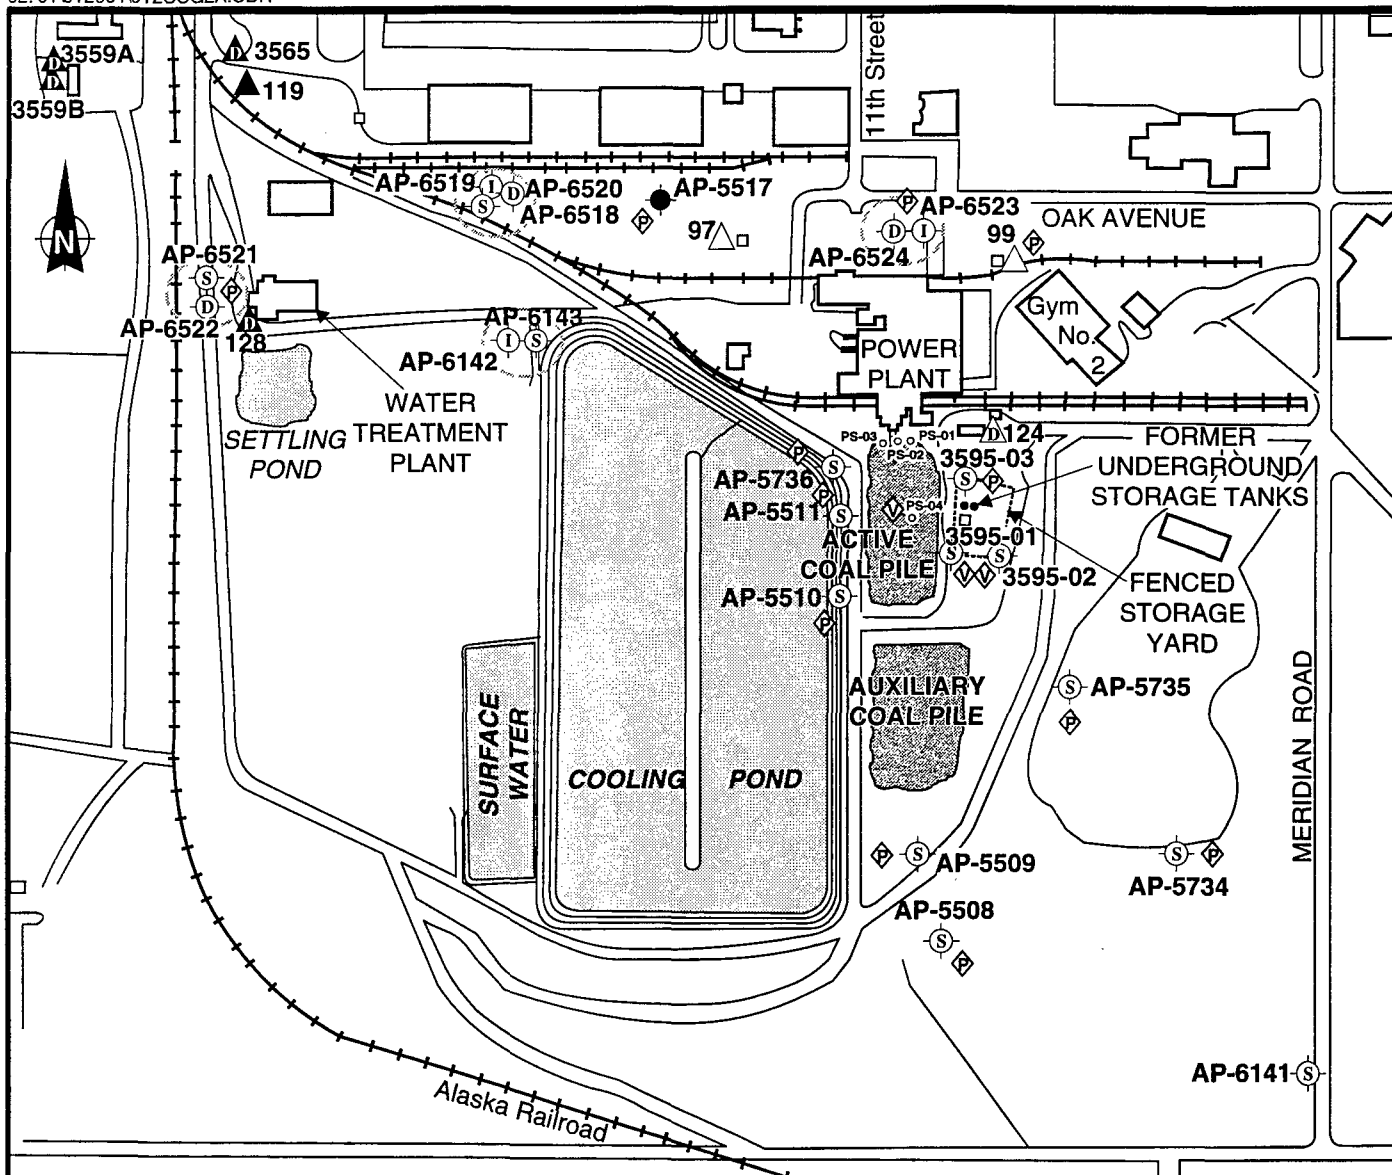 3559A
D
D
3559B
D
3565
119
11th Street
N
AP-6519
I
D
AP-6520
S
AP-6518
AP-5517
P
97
P
AP-6523
D
I
AP-6524
99
P
OAK AVENUE
AP-6521
S
P
D
AP-6522
D
128
AP-6143
I
S
AP-6142
WATER
TREATMENT
PLANT
SETTLING
POND
Gym
No.
2
POWER
PLANT
PS-03
PS-01
PS-02
D
124
FORMER
UNDERGROUND
STORAGE TANKS
P
S
AP-5736
3595-03
S
P
P
AP-5511
S
V
PS-04
ACTIVE
COAL PILE
3595-01
S
S
V
V
3595-02
FENCED
STORAGE
YARD
AP-5510
S
P
S
AP-5735
P
AUXILIARY
COAL PILE
MERIDIAN ROAD
SURFACE
WATER
COOLING
POND
P
S
AP-5509
S
P
AP-5734
AP-5508
S
P
AP-6141
S
Alaska Railroad